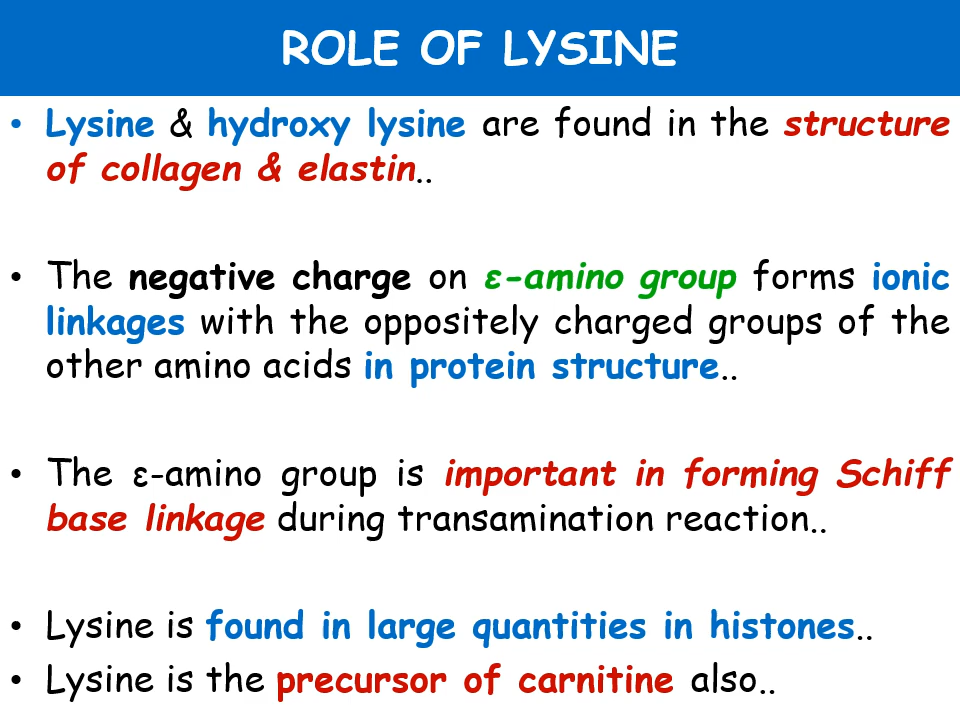 ROLE OF LYSINE
• Lysine & hydroxy lysine are found in the structure
of collagen & elastin..
• The negative charge on ε-amino group forms ionic
linkages with the oppositely charged groups of the
other amino acids in protein structure..
• The ε-amino group is important in forming Schiff
base linkage during transamination reaction..
• Lysine is found in large quantities in histones..
• Lysine is the precursor of carnitine also..